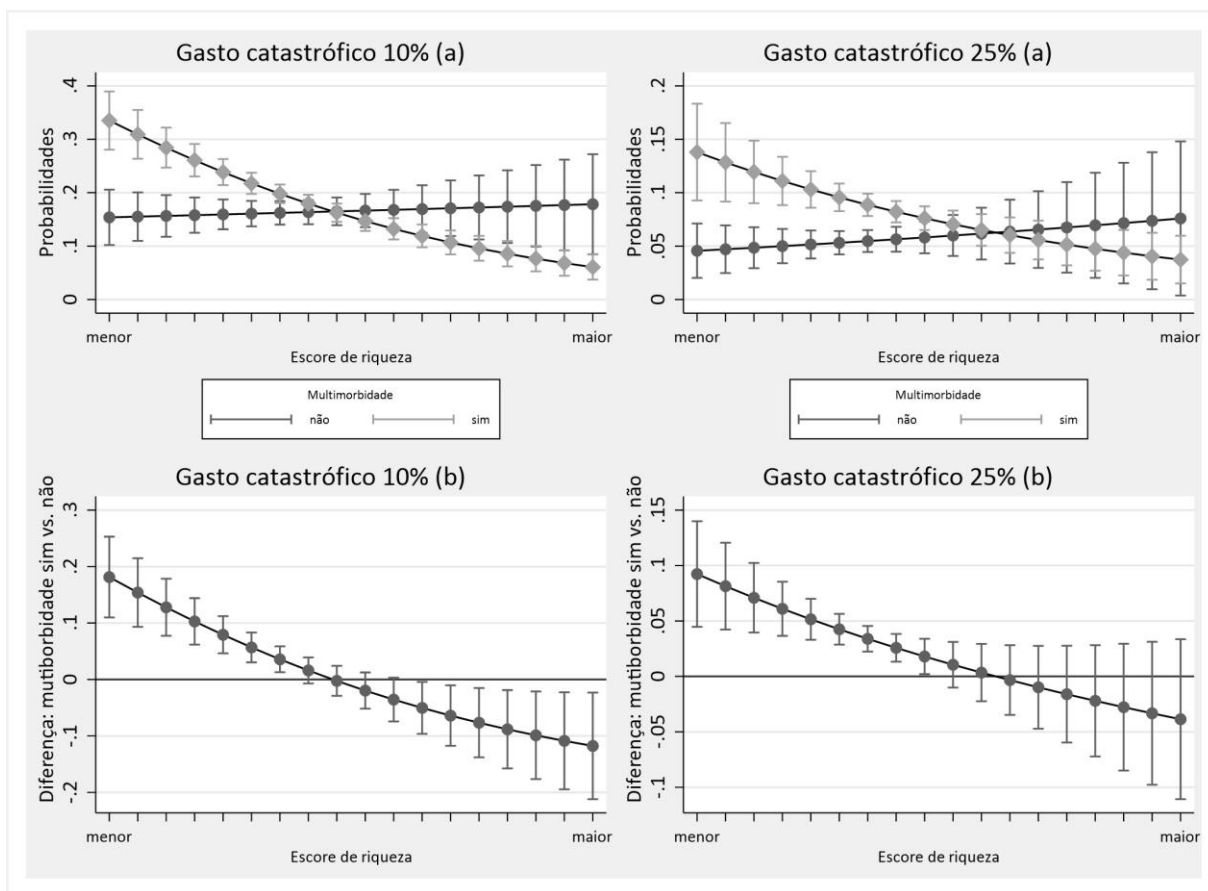 Gasto catastrófico 10% (a)
Probabilidades
.4
.3
.2
.1
0
menor
maior
Escore de riqueza
Multimorbidade
não
sim
Gasto catastrófico 25% (a)
Probabilidades
.2
.15
.1
.05
0
menor
maior
Escore de riqueza
Multimorbidade
não
sim
Gasto catastrófico 10% (b)
Diferença: mutiborbidade sim vs. não
.3
.2
.1
0
-.1
-.2
menor
maior
Escore de riqueza
Gasto catastrófico 25% (b)
Diferença: mutiborbidade sim vs. não
.15
.1
.05
0
-.05
-.1
menor
maior
Escore de riqueza